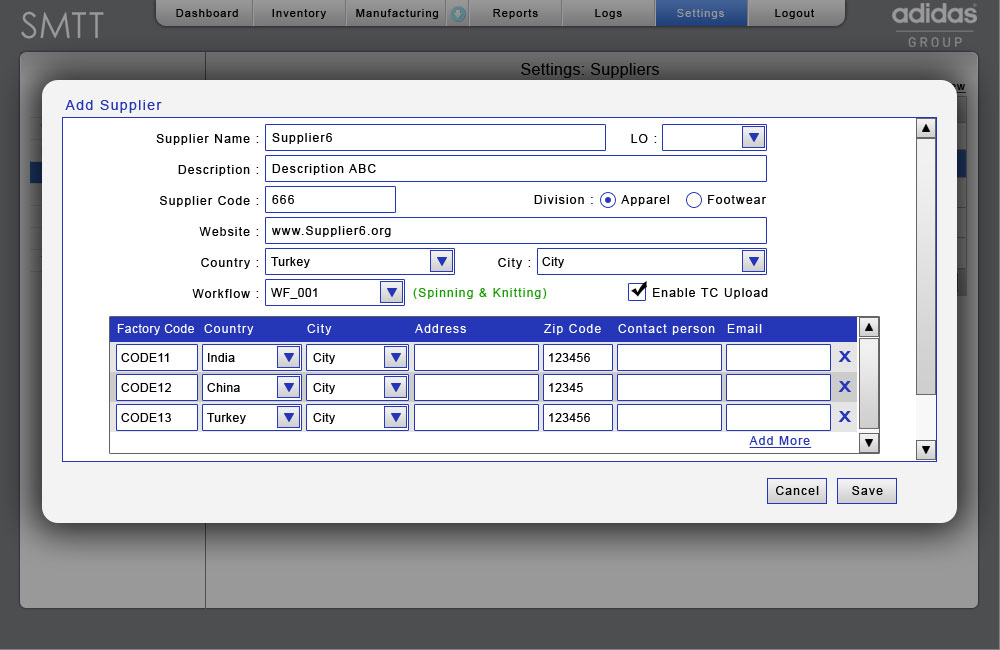 SMTT
Dashboard Inventory Manufacturing Reports Logs Settings Logout
adidas
GROUP
Settings: Suppliers
Add Supplier
Supplier Name : Supplier6 LO :
Description : Description ABC
Supplier Code : 666 Division : Apparel Footwear
Website : www.Supplier6.org
Country : Turkey City : City
Workflow : WF_001 (Spinning & Knitting) Enable TC Upload
Factory Code Country City Address Zip Code Contact person Email
CODE11 India City 123456 X
CODE12 China City 12345 X
CODE13 Turkey City 123456 X
Add More
Cancel Save